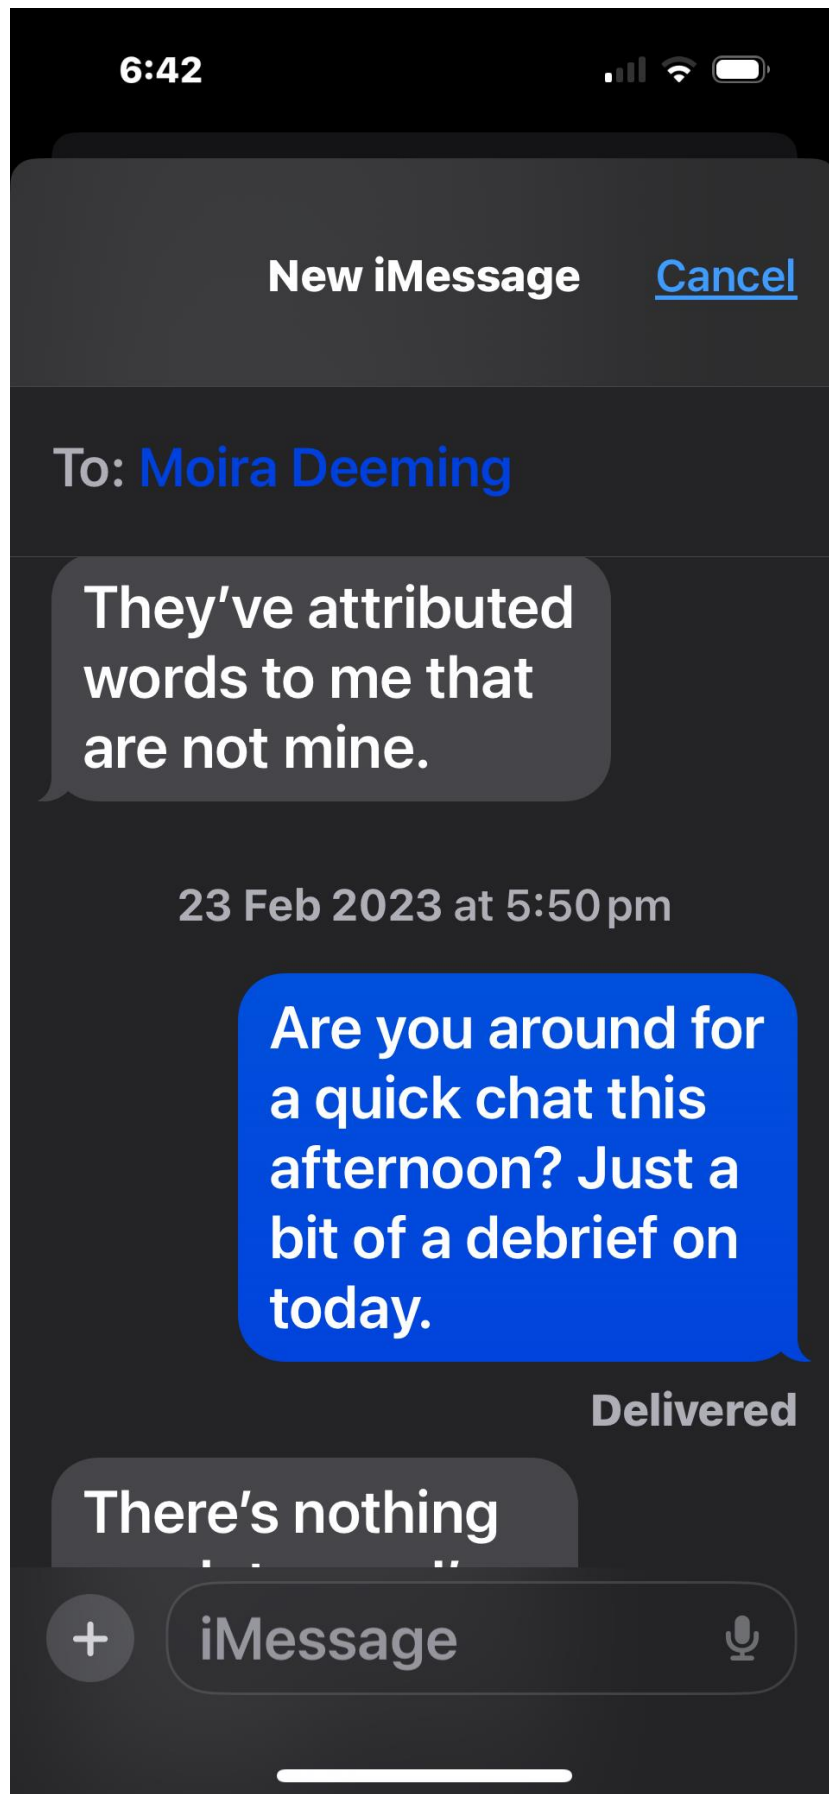 6:42
New iMessage Cancel
To: Moira Deeming
They’ve attributed
words to me that
are not mine.
23 Feb 2023 at 5:50 pm
Are you around for
a quick chat this
afternoon? Just a
bit of a debrief on
today.
Delivered
There’s nothing
iMessage